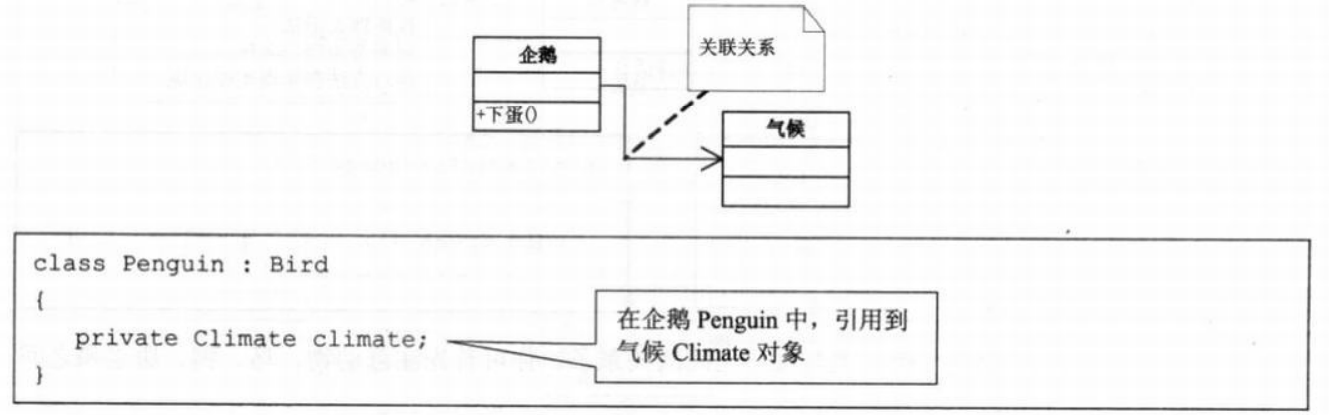 企鹅
+下蛋()
关联关系
气候
class Penguin : Bird
{
private Climate climate;
}
在企鹅 Penguin 中，引用到
气候 Climate 对象